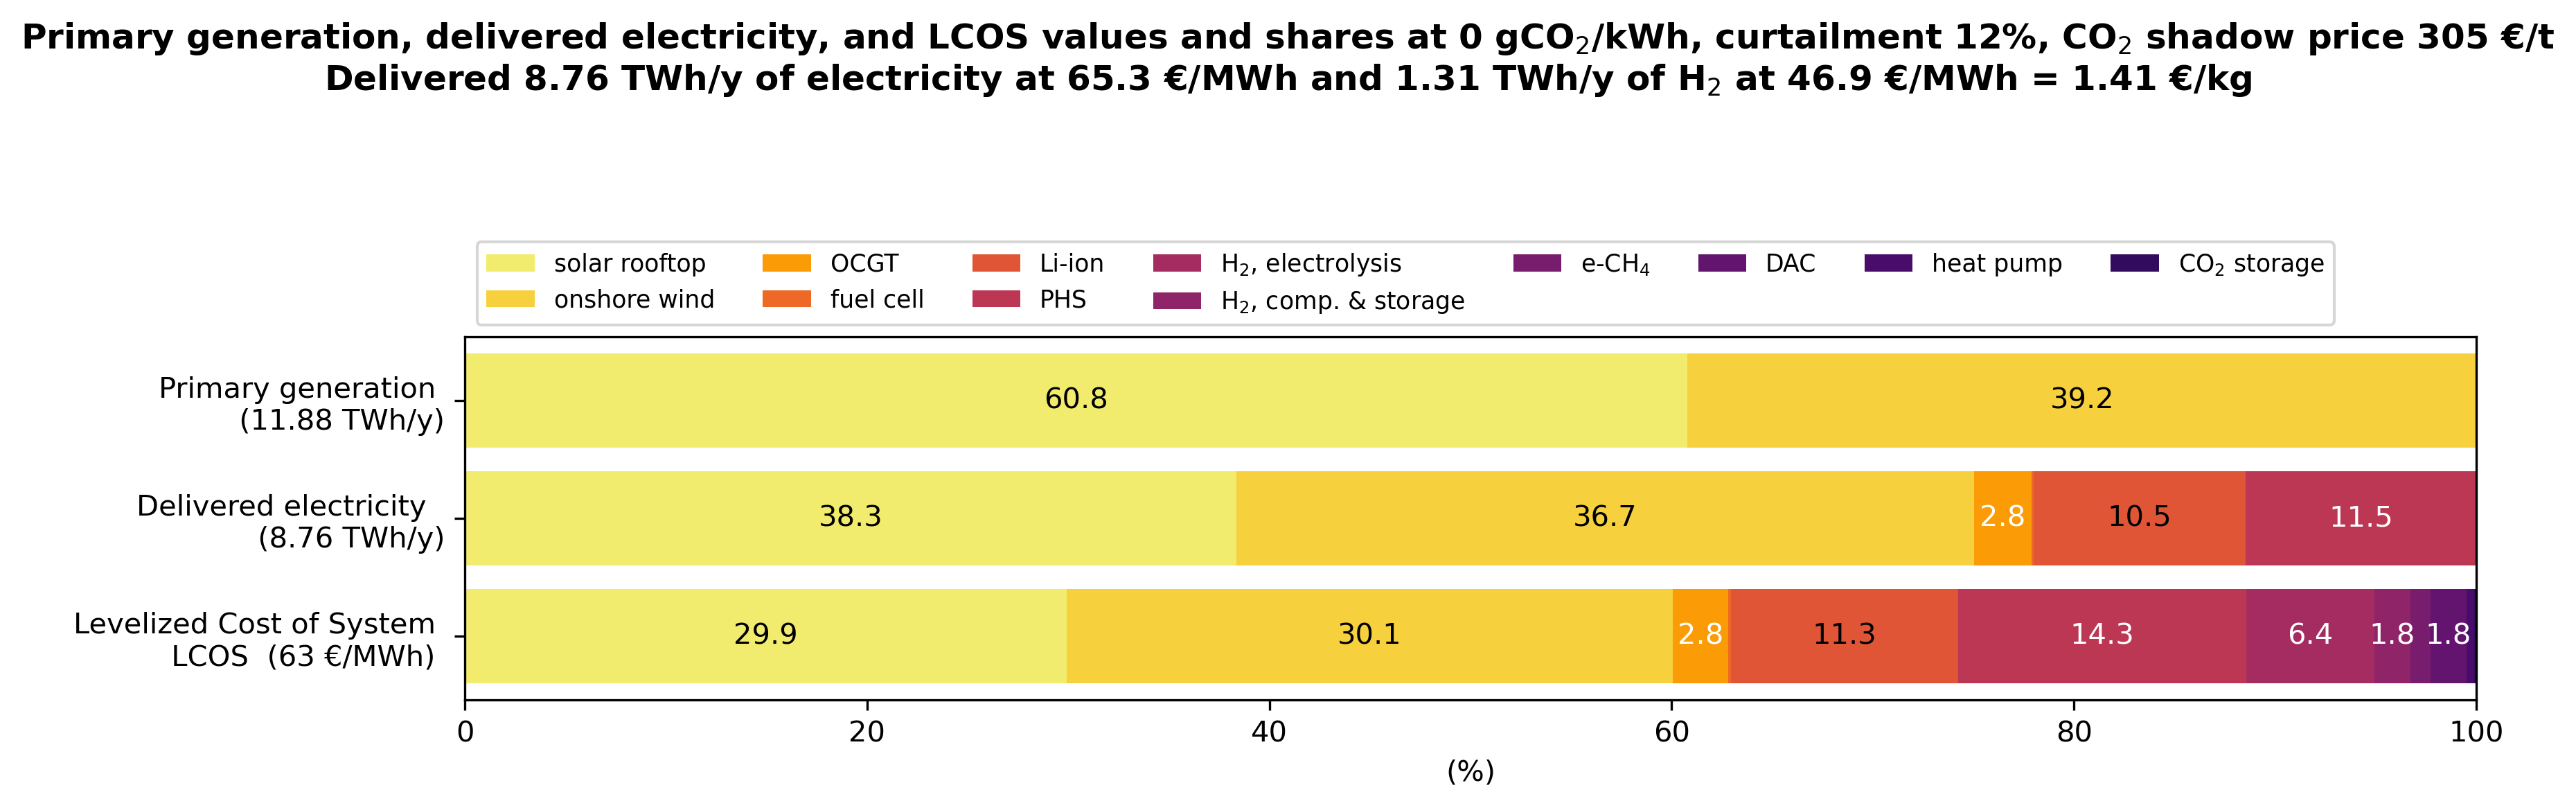 Primary generation, delivered electricity, and LCOS values and shares at 0 gCO₂/kWh, curtailment 12%, CO₂ shadow price 305 €/t
Delivered 8.76 TWh/y of electricity at 65.3 €/MWh and 1.31 TWh/y of H₂ at 46.9 €/MWh = 1.41 €/kg
solar rooftop OCGT Li-ion H₂, electrolysis e-CH₄ DAC heat pump CO₂ storage
onshore wind fuel cell PHS H₂, comp. & storage
Primary generation
(11.88 TWh/y)
60.8 39.2
Delivered electricity
(8.76 TWh/y)
38.3 36.7 2.8 10.5 11.5
Levelized Cost of System
LCOS (63 €/MWh)
29.9 30.1 2.8 11.3 14.3 6.4 1.8 1.8
0 20 40 60 80 100
(%)